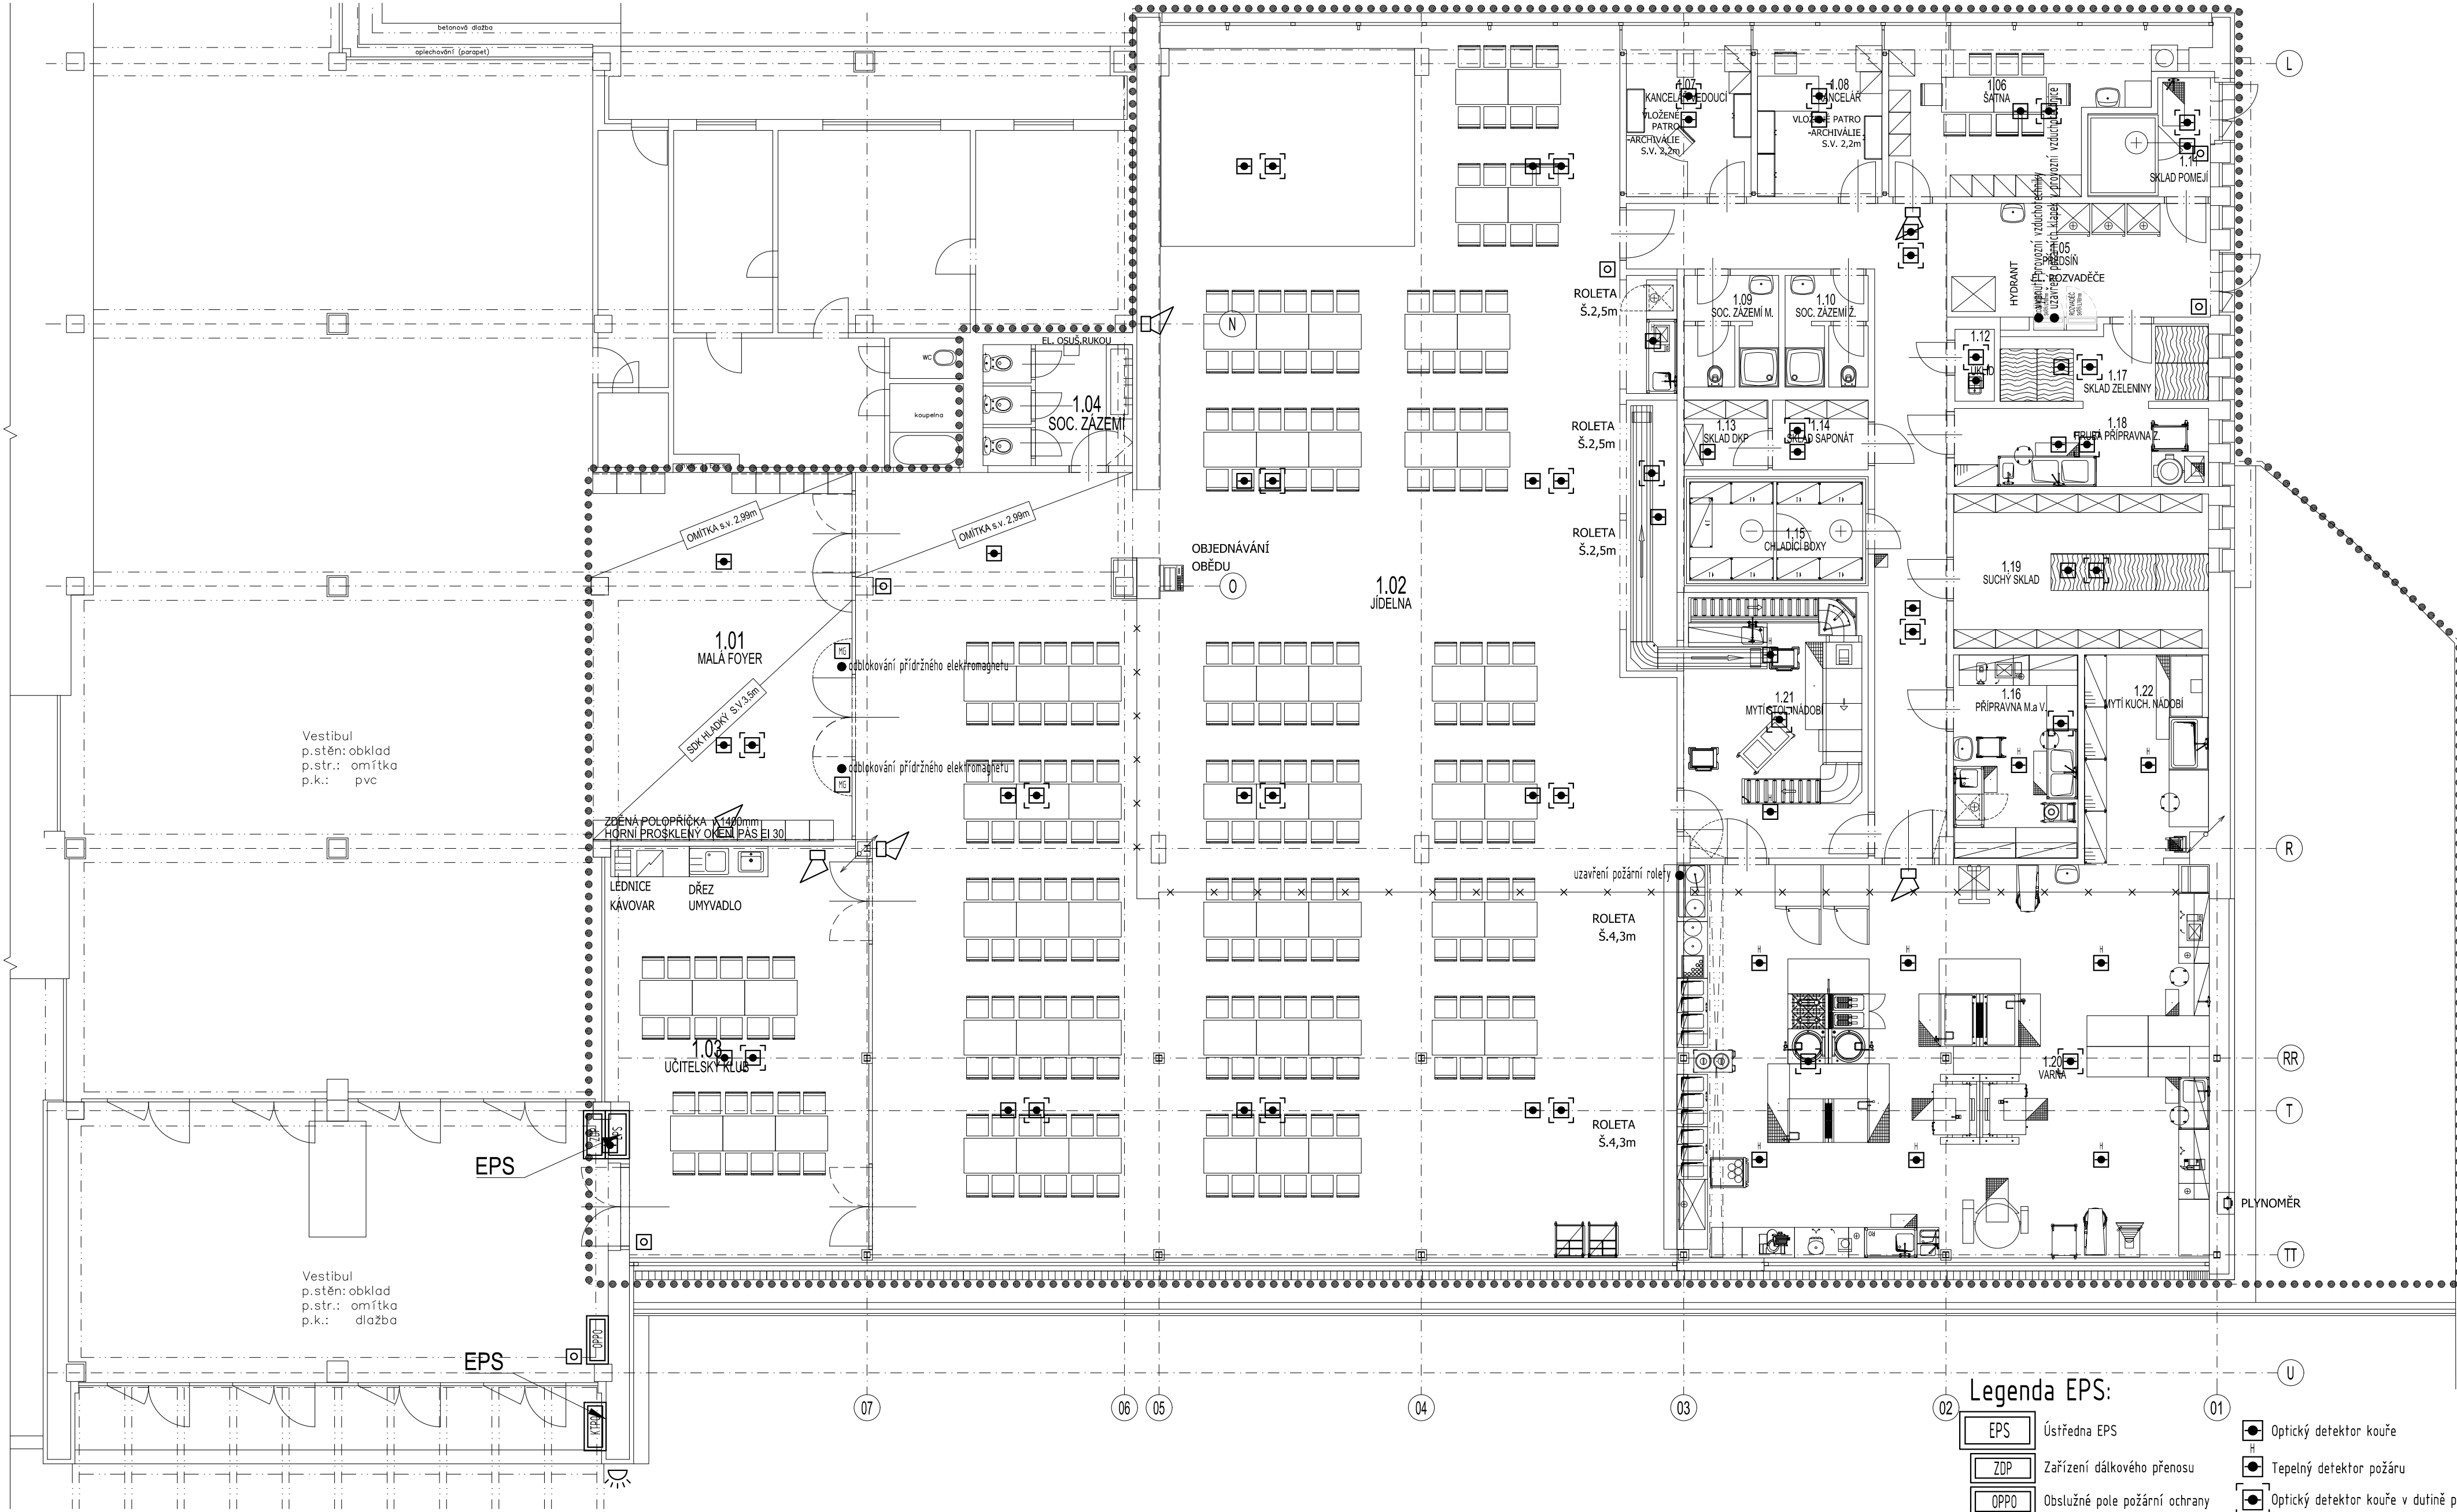 betonová dlažba
oplechování (parapet)
L
1.07
KANCELÁŘ VEDOUCÍ
VLOŽENÉ
PATRO
-ARCHIVÁLIE
S.V. 2,2m
1.08
KANCELÁŘ
VLOŽENÉ PATRO
-ARCHIVÁLIE
S.V. 2,2m
1.06
ŠATNA
1.11
SKLAD POMEJÍ
1.05
PŘEDSÍŇ
EL. ROZVADĚČE
HYDRANT
ROLETA
Š.2,5m
1.09
SOC. ZÁZEMÍ M.
1.10
SOC. ZÁZEMÍ Ž.
N
EL. OSUŠ.RUKOU
WC
koupelna
1.04
SOC. ZÁZEMÍ
1.12
ÚKLID
1.17
SKLAD ZELENINY
1.18
HRUBÁ PŘÍPRAVNA Z.
ROLETA
Š.2,5m
1.13
SKLAD DKP
1.14
SKLAD SAPONÁT
OMÍTKA s.v. 2,99m
OMÍTKA s.v. 2,99m
ROLETA
Š.2,5m
1.15
CHLADÍCÍ BOXY
OBJEDNÁVÁNÍ
OBĚDU
O
1.02
JÍDELNA
1.19
SUCHÝ SKLAD
1.01
MALÁ FOYER
MG
odblokování přídržného elektromagnetu
SDK HLADKÝ S.V.3,5m
odblokování přídržného elektromagnetu
MG
1.21
MYTÍ STOL. NÁDOBÍ
H
H
1.16
PŘÍPRAVNA M.a V.
H
1.22
MYTÍ KUCH. NÁDOBÍ
H
Vestibul
p.stěn: obklad
p.str.: omítka
p.k.: pvc
ZDĚNÁ POLOPŘÍČKA 1400mm
HORNÍ PROSKLENÝ OKEN. PÁS EI 30
R
LEDNICE
KÁVOVAR
DŘEZ
UMYVADLO
uzavření požární rolety
ROLETA
Š.4,3m
H
H
H
1.03
UČITELSKÝ KLUB
1.20
VARNA
RR
ZDP
EPS
EPS
ROLETA
Š.4,3m
T
H
H
H
PLYNOMĚR
TT
Vestibul
p.stěn: obklad
p.str.: omítka
p.k.: dlažba
OPPO
EPS
KTPO
U
07
06
05
04
03
02
01
Legenda EPS:
EPS
Ústředna EPS
Optický detektor kouře
ZDP
Zařízení dálkového přenosu
H
Tepelný detektor požáru
OPPO
Obslužné pole požární ochrany
Optický detektor kouře v dutině p